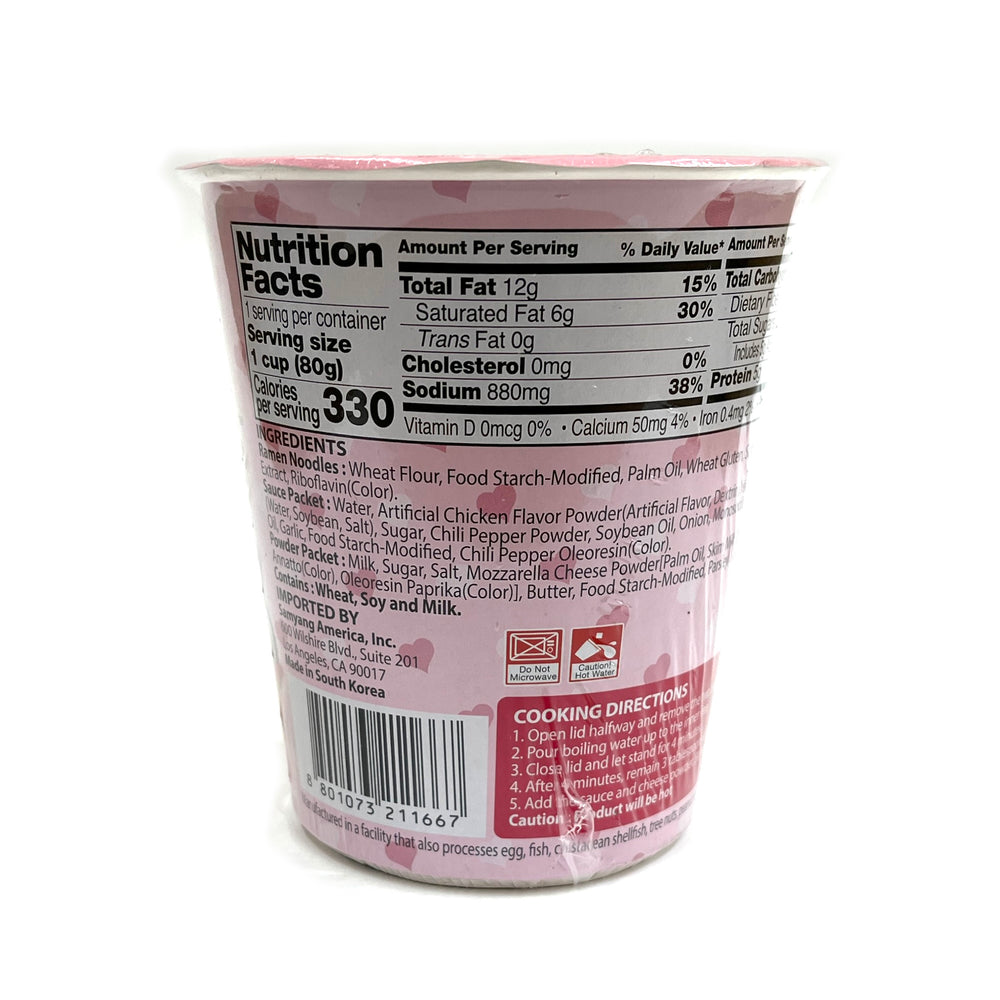 Nutrition Facts
1 serving per container
Serving size
1 cup (80g)
Calories per serving 330
Amount Per Serving % Daily Value*
Total Fat 12g 15%
Saturated Fat 6g 30%
Trans Fat 0g
Cholesterol 0mg 0%
Sodium 880mg 38%
Amount Per
Total
Dietary
Total
Includes
Protein
Vitamin D 0mcg 0% • Calcium 50mg 4% • Iron 0.4mg
INGREDIENTS
Ramen Noodles : Wheat Flour, Food Starch-Modified, Palm Oil, Wheat Gluten,
Extract, Riboflavin(Color).
Sauce Packet : Water, Artificial Chicken Flavor Powder(Artificial Flavor,
(Water, Soybean, Salt), Sugar, Chili Pepper Powder, Soybean Oil, Onion,
Oil, Garlic, Food Starch-Modified, Chili Pepper Oleoresin(Color).
Powder Packet : Milk, Sugar, Salt, Mozzarella Cheese Powder[Palm Oil, Skim
Annatto(Color), Oleoresin Paprika(Color)], Butter, Food Starch-Modified,
Contains : Wheat, Soy and Milk.
IMPORTED BY
Samyang America, Inc.
Wilshire Blvd., Suite 201
Los Angeles, CA 90017
Made in South Korea
Do Not
Microwave
Caution!
Hot Water
COOKING DIRECTIONS
1. Open lid halfway and remove
2. Pour boiling water up to the inner
3. Close lid and let stand for 4
4. After minutes, remain 3
5. Add the sauce and cheese
Caution : Product will be hot
8 801073 211667
in a facility that also processes egg, fish, crustacean shellfish, tree nuts,